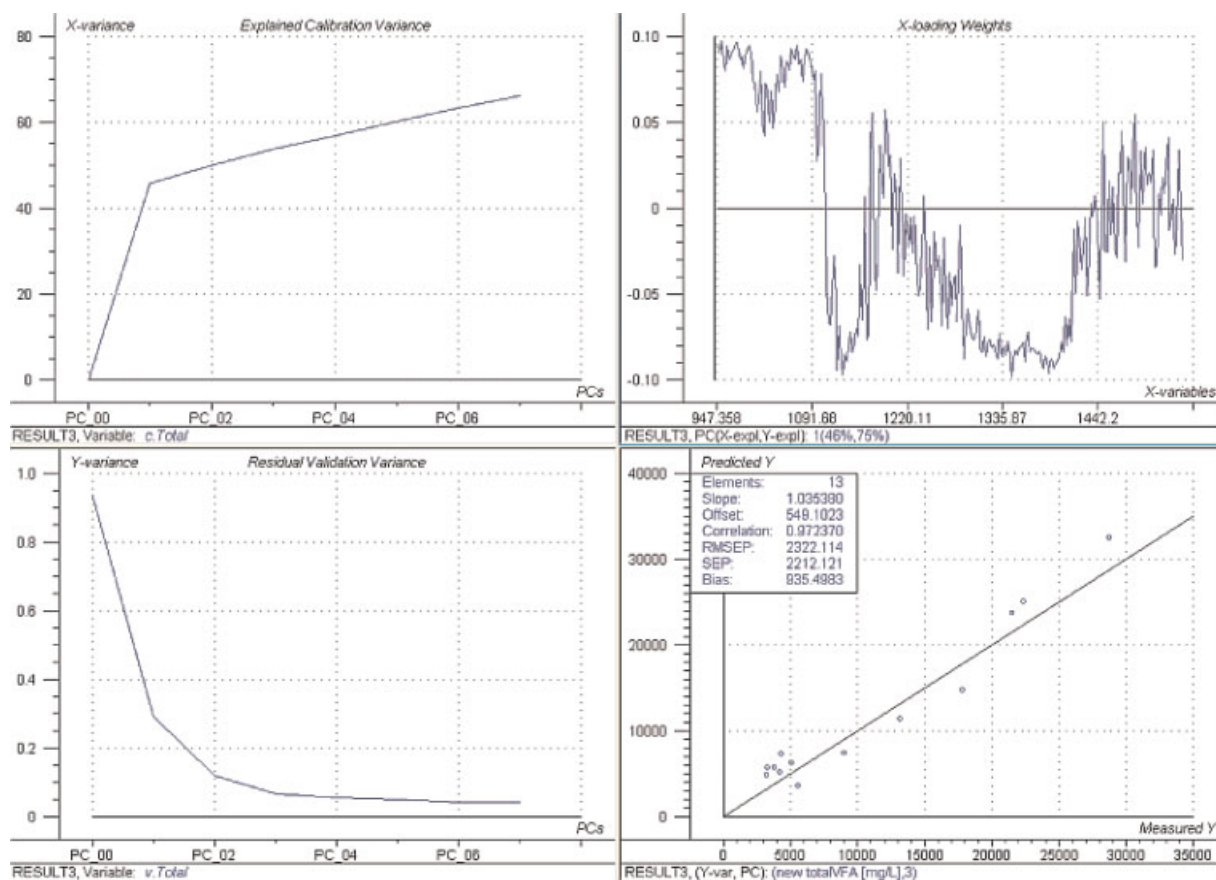 X-variance
Explained Calibration Variance
80
60
40
20
0
PCs
PC_00 PC_02 PC_04 PC_06
RESULT3, Variable: c.Total
X-loading Weights
0.10
0.05
0
-0.05
-0.10
X-variables
947.358 1091.68 1220.11 1335.87 1442.2
RESULT3, PC(X-expl,Y-expl): 1(46%,75%)
Y-variance
Residual Validation Variance
1.0
0.8
0.6
0.4
0.2
0
PCs
PC_00 PC_02 PC_04 PC_06
RESULT3, Variable: v.Total
Predicted Y
40000
30000
20000
10000
0
Elements: 13
Slope: 1.035380
Offset: 549.1023
Correlation: 0.972370
RMSEP: 2322.114
SEP: 2212.121
Bias: 935.4983
Measured Y
0 5000 10000 15000 20000 25000 30000 35000
RESULT3, (Y-var, PC): (new totalVFA [mg/L],3)